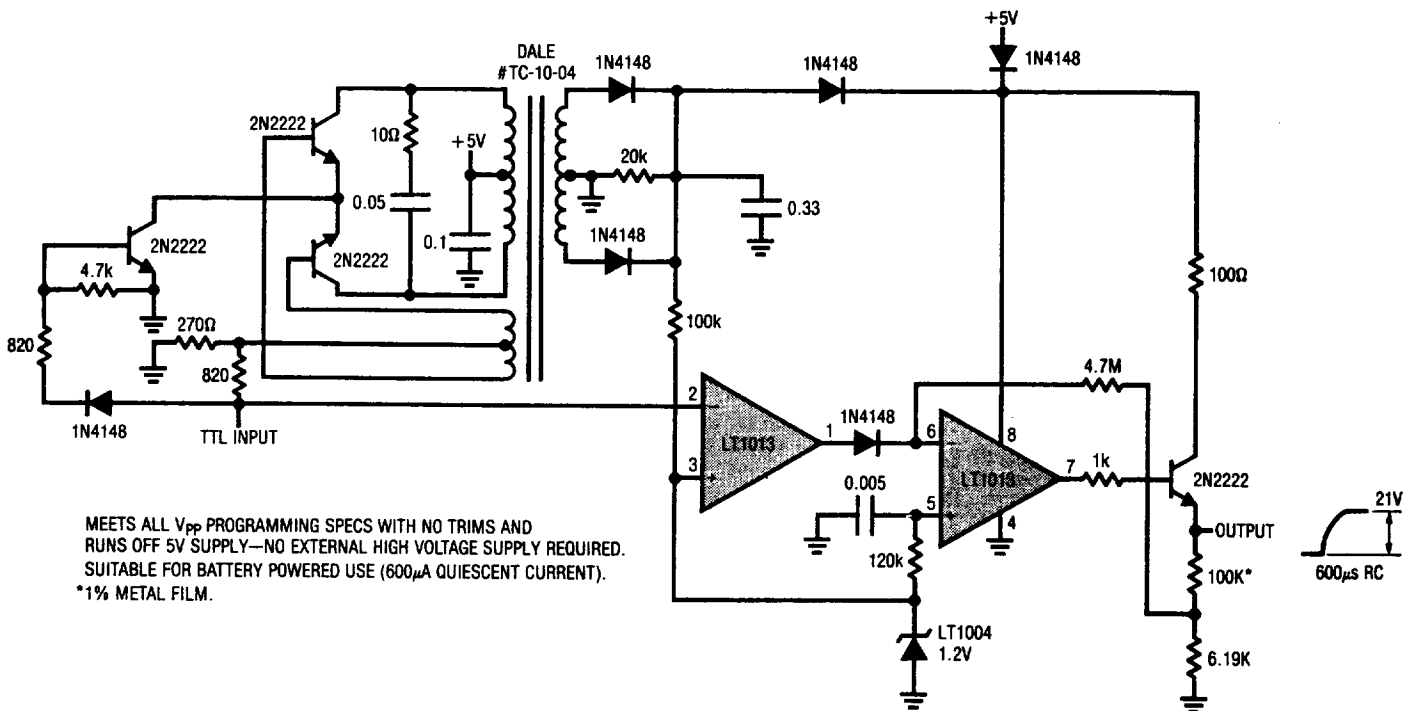 +5V
DALE
#TC-10-04
1N4148
1N4148
1N4148
2N2222
10Ω
+5V
20k
0.05
0.33
2N2222
0.1
1N4148
4.7k
2N2222
100Ω
270Ω
100k
820
820
4.7M
2
1N4148
6
8
1N4148
TTL INPUT
LT1013
1
7
1k
LT1013
2N2222
3
0.005
5
4
21V
OUTPUT
MEETS ALL VPP PROGRAMMING SPECS WITH NO TRIMS AND
RUNS OFF 5V SUPPLY—NO EXTERNAL HIGH VOLTAGE SUPPLY REQUIRED.
SUITABLE FOR BATTERY POWERED USE (600μA QUIESCENT CURRENT).
*1% METAL FILM.
120k
100K*
600μs RC
LT1004
1.2V
6.19K